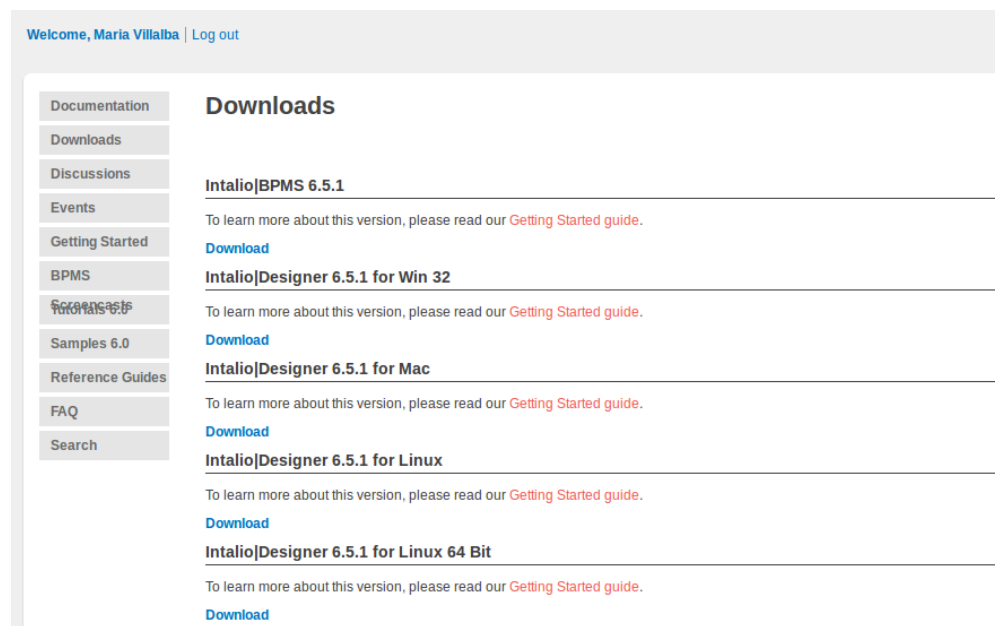 Welcome, Maria Villalba | Log out
Documentation
Downloads
Discussions
Events
Getting Started
BPMS
Screencasts
Tutorials 6.0
Samples 6.0
Reference Guides
FAQ
Search
Downloads
Intalio|BPMS 6.5.1
To learn more about this version, please read our Getting Started guide.
Download
Intalio|Designer 6.5.1 for Win 32
To learn more about this version, please read our Getting Started guide.
Download
Intalio|Designer 6.5.1 for Mac
To learn more about this version, please read our Getting Started guide.
Download
Intalio|Designer 6.5.1 for Linux
To learn more about this version, please read our Getting Started guide.
Download
Intalio|Designer 6.5.1 for Linux 64 Bit
To learn more about this version, please read our Getting Started guide.
Download